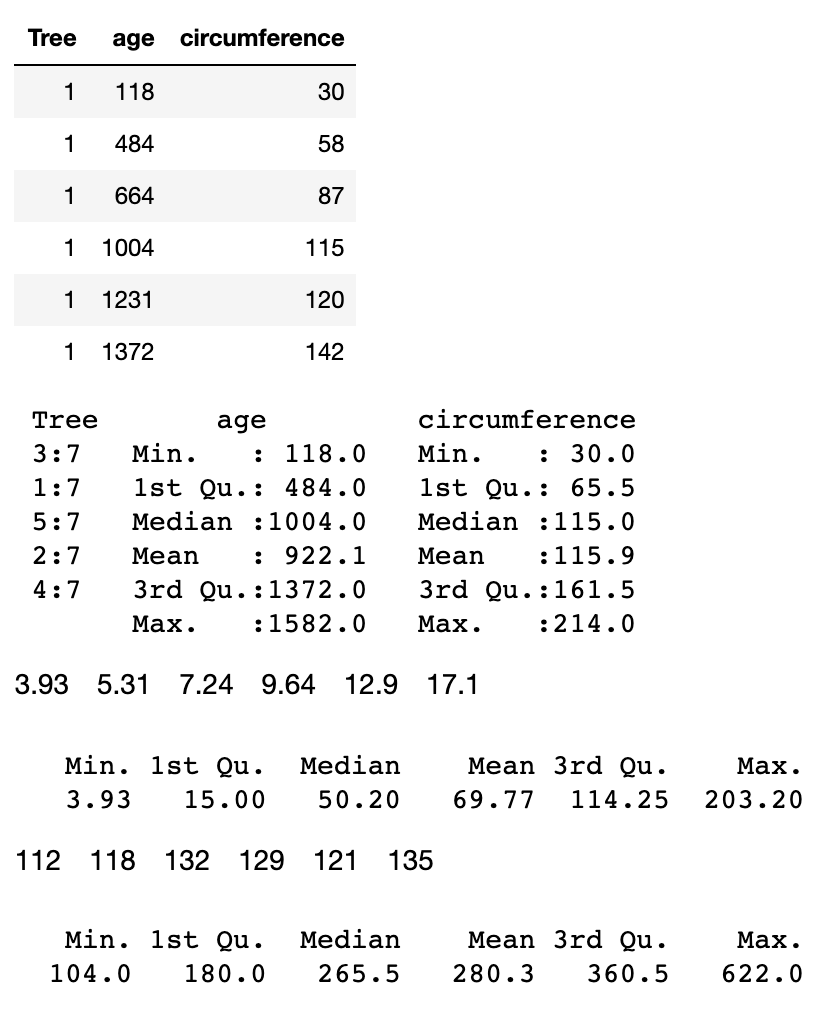 Tree age circumference
1 118 30
1 484 58
1 664 87
1 1004 115
1 1231 120
1 1372 142
Tree age circumference
3:7 Min. : 118.0 Min. : 30.0
1:7 1st Qu.: 484.0 1st Qu.: 65.5
5:7 Median :1004.0 Median :115.0
2:7 Mean : 922.1 Mean :115.9
4:7 3rd Qu.:1372.0 3rd Qu.:161.5
Max. :1582.0 Max. :214.0
3.93 5.31 7.24 9.64 12.9 17.1
Min. 1st Qu. Median Mean 3rd Qu. Max.
3.93 15.00 50.20 69.77 114.25 203.20
112 118 132 129 121 135
Min. 1st Qu. Median Mean 3rd Qu. Max.
104.0 180.0 265.5 280.3 360.5 622.0